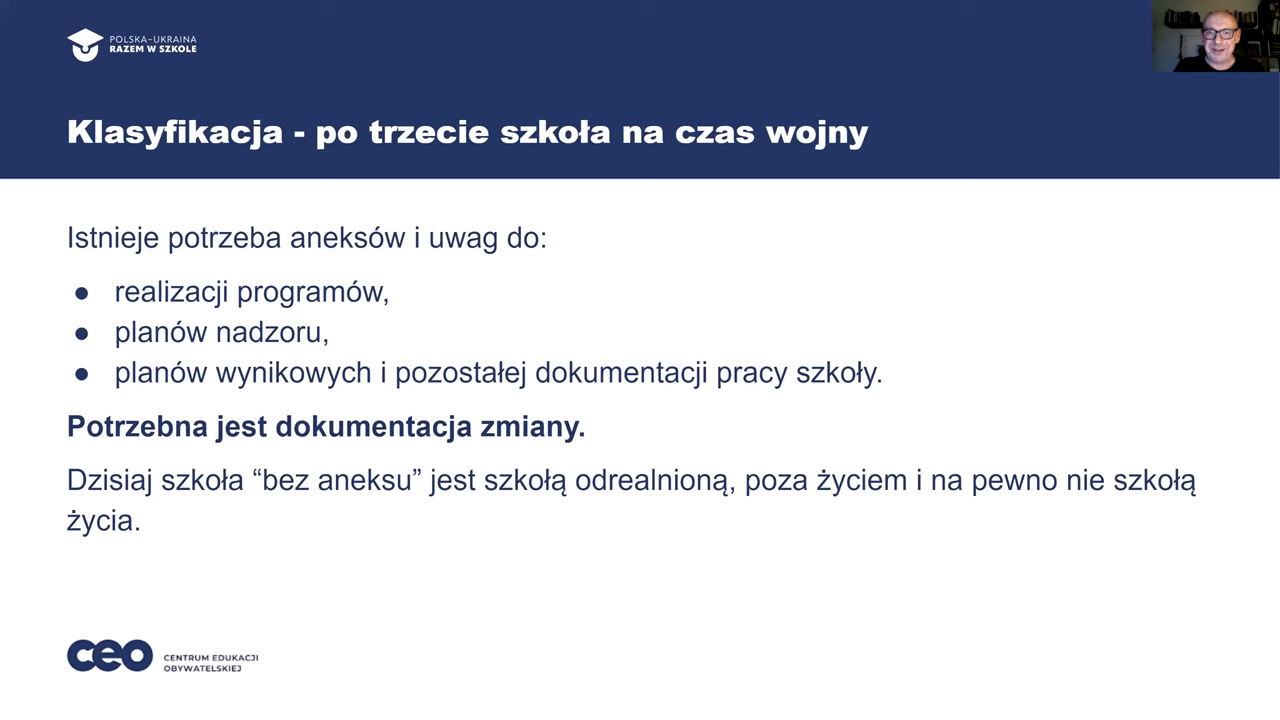 POLSKA–UKRAINA
RAZEM W SZKOLE
Klasyfikacja - po trzecie szkoła na czas wojny
Istnieje potrzeba aneksów i uwag do:
● realizacji programów,
● planów nadzoru,
● planów wynikowych i pozostałej dokumentacji pracy szkoły.
Potrzebna jest dokumentacja zmiany.
Dzisiaj szkoła “bez aneksu” jest szkołą odrealnioną, poza życiem i na pewno nie szkołą
życia.
ceo CENTRUM EDUKACJI
OBYWATELSKIEJ